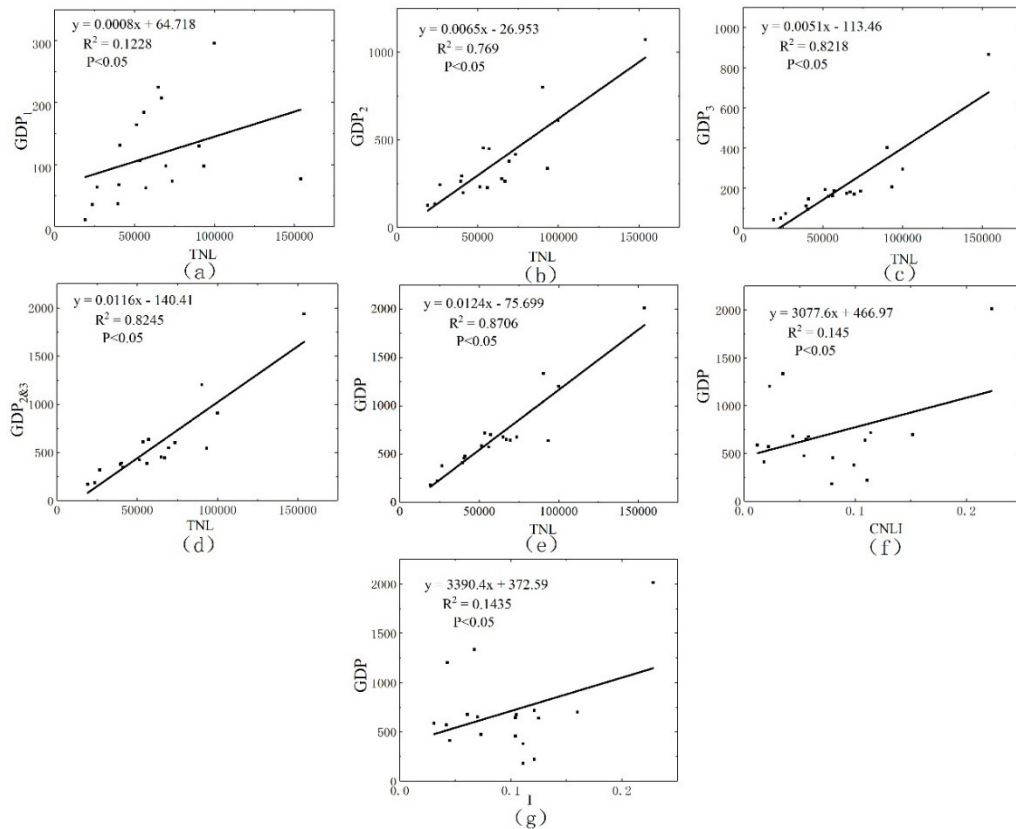 y = 0.0008x + 64.718
R² = 0.1228
P<0.05
300
200
100
0
GDP₁
0 50000 100000 150000
TNL
(a)
y = 0.0065x - 26.953
R² = 0.769
P<0.05
1000
500
0
GDP₂
0 50000 100000 150000
TNL
(b)
y = 0.0051x - 113.46
R² = 0.8218
P<0.05
1000
800
600
400
200
0
GDP₃
0 50000 100000 150000
TNL
(c)
y = 0.0116x - 140.41
R² = 0.8245
P<0.05
2000
1500
1000
500
0
GDP₂&₃
0 50000 100000 150000
TNL
(d)
y = 0.0124x - 75.699
R² = 0.8706
P<0.05
2000
1500
1000
500
0
GDP
0 50000 100000 150000
TNL
(e)
y = 3077.6x + 466.97
R² = 0.145
P<0.05
2000
1500
1000
500
0
GDP
0.0 0.1 0.2
CNLI
(f)
y = 3390.4x + 372.59
R² = 0.1435
P<0.05
2000
1500
1000
500
0
GDP
0.0 0.1 0.2
I
(g)